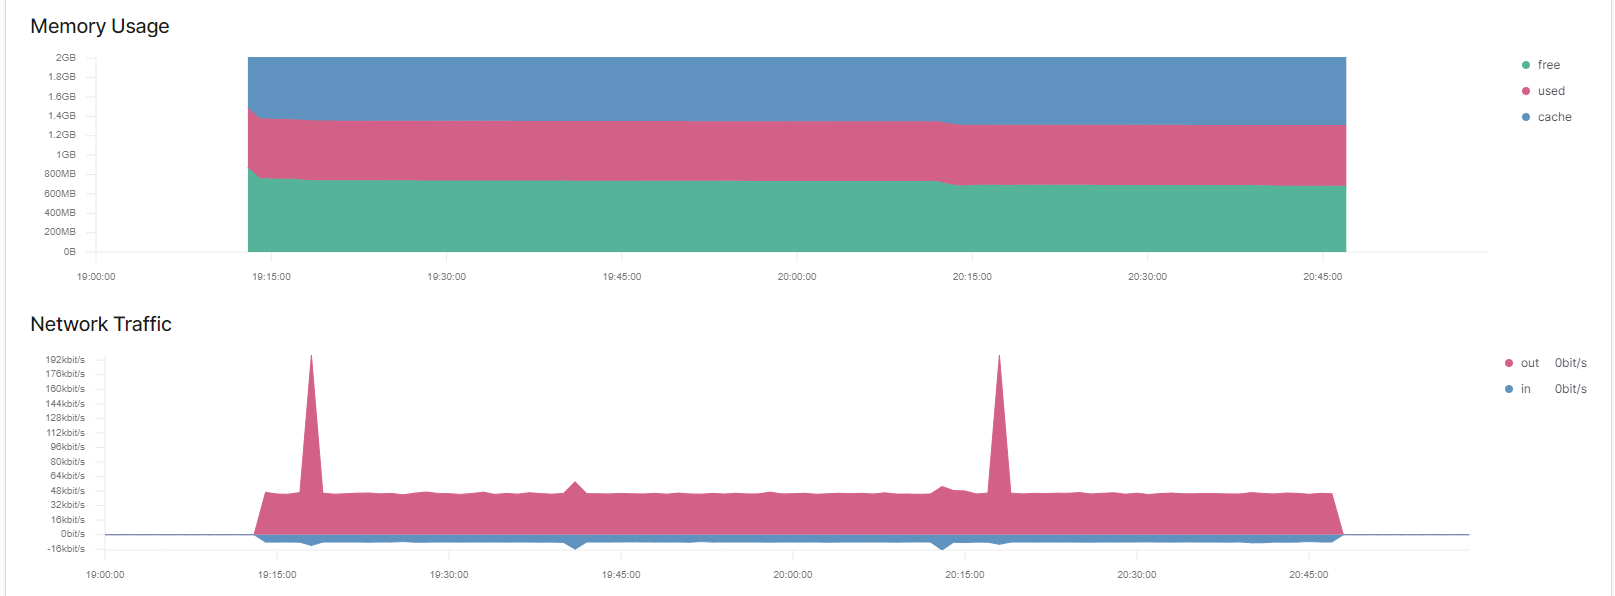 Memory Usage
2GB
1.8GB
1.6GB
1.4GB
1.2GB
1GB
800MB
600MB
400MB
200MB
0B
19:00:00 19:15:00 19:30:00 19:45:00 20:00:00 20:15:00 20:30:00 20:45:00
free
used
cache
Network Traffic
192kbit/s
176kbit/s
160kbit/s
144kbit/s
128kbit/s
112kbit/s
96kbit/s
80kbit/s
64kbit/s
48kbit/s
32kbit/s
16kbit/s
0bit/s
-16kbit/s
19:00:00 19:15:00 19:30:00 19:45:00 20:00:00 20:15:00 20:30:00 20:45:00
out 0bit/s
in 0bit/s